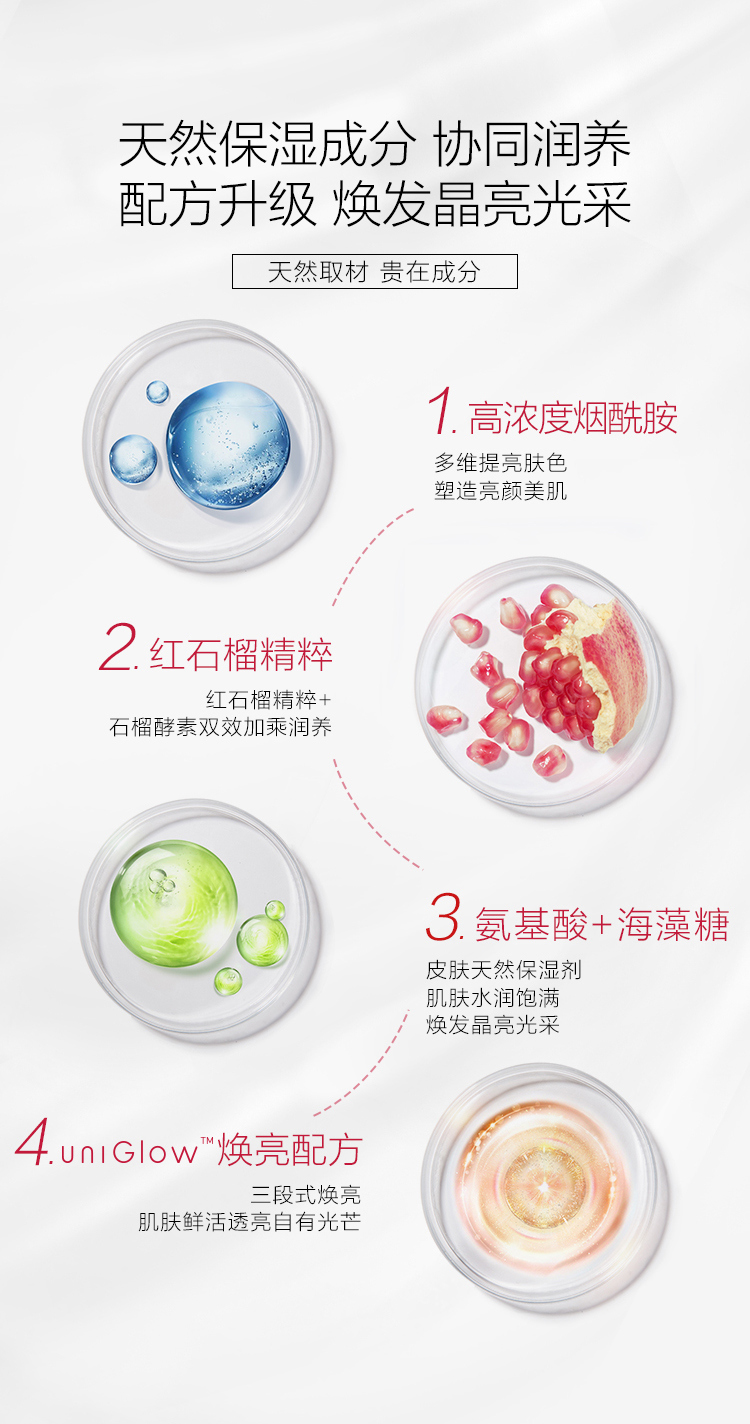 天然保湿成分 协同润养
配方升级 焕发晶亮光采
天然取材 贵在成分
1. 高浓度烟酰胺
多维提亮肤色
塑造亮颜美肌
2. 红石榴精粹
红石榴精粹+
石榴酵素双效加乘润养
3. 氨基酸+海藻糖
皮肤天然保湿剂
肌肤水润饱满
焕发晶亮光采
4. uniGlow™焕亮配方
三段式焕亮
肌肤鲜活透亮自有光芒